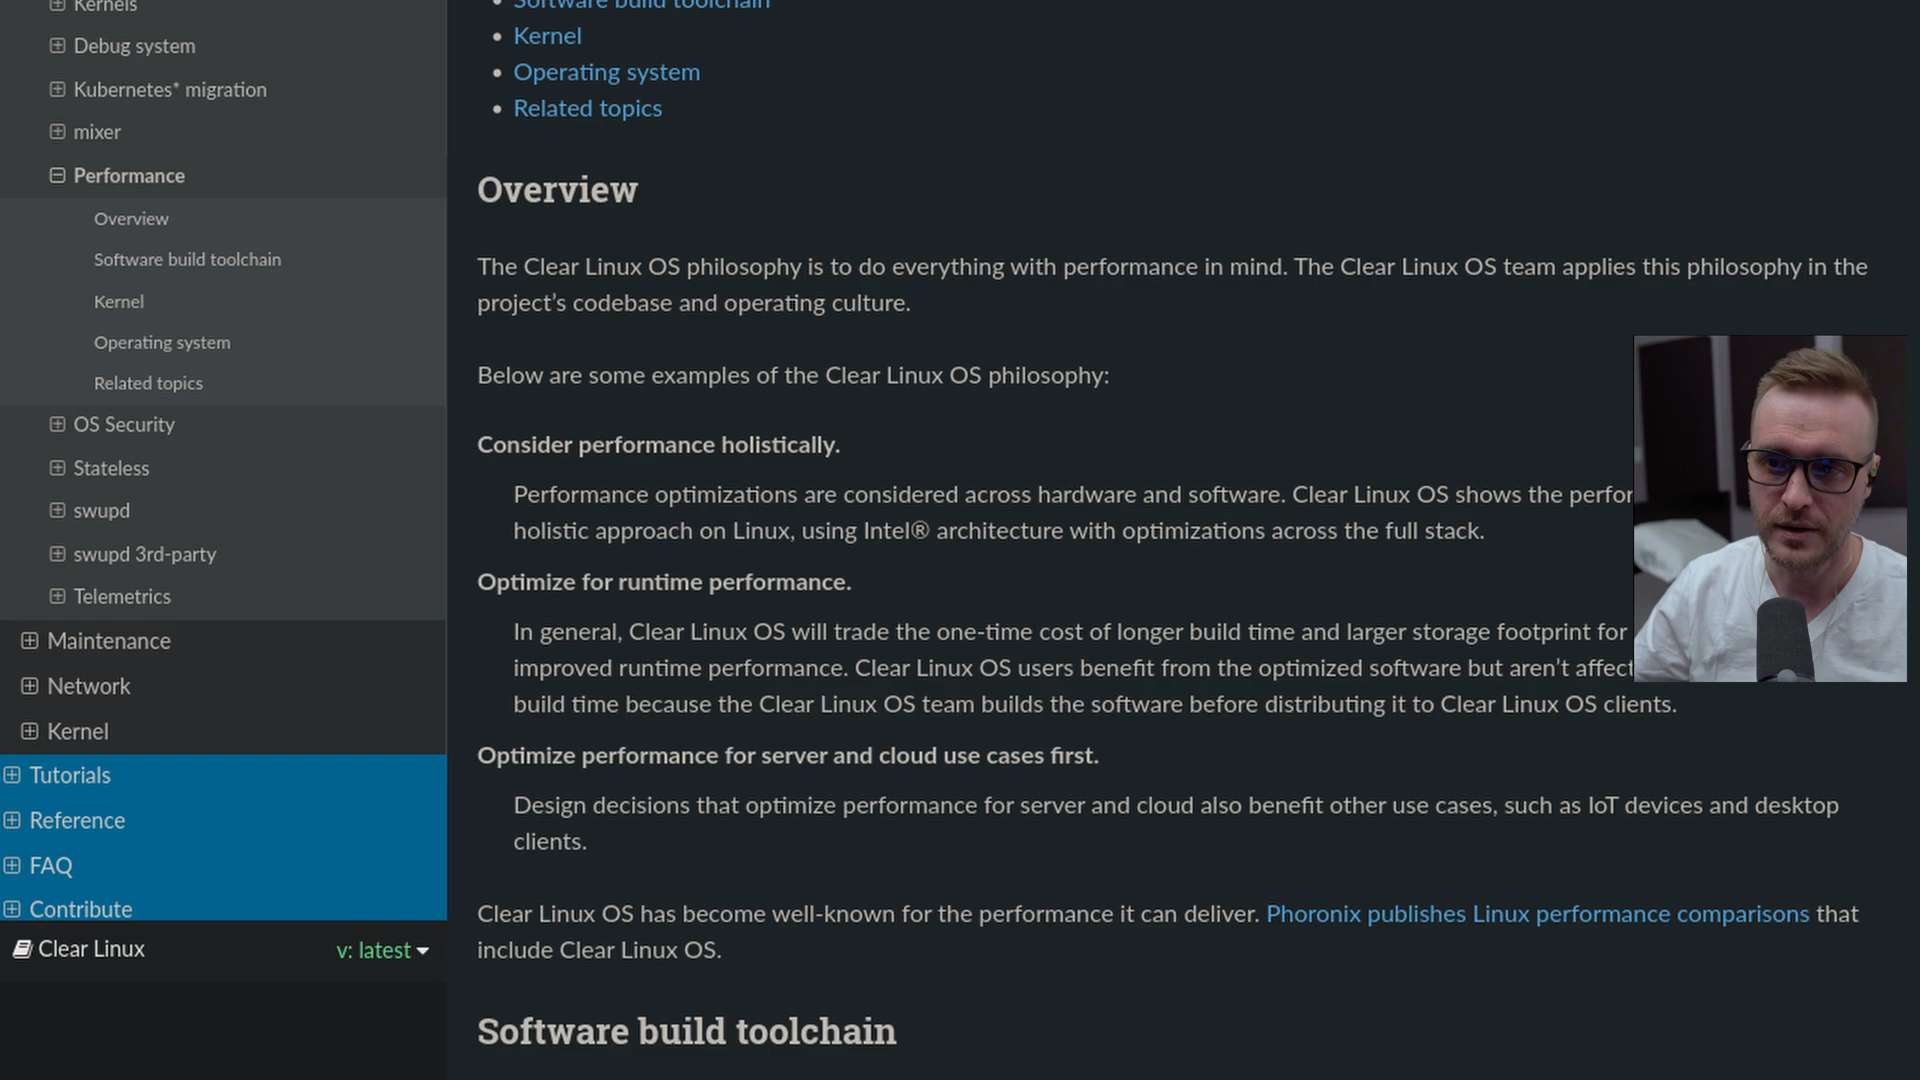 Kernels
Debug system
Kubernetes* migration
mixer
Performance
Overview
Software build toolchain
Kernel
Operating system
Related topics
OS Security
Stateless
swupd
swupd 3rd-party
Telemetrics
Maintenance
Network
Kernel
Tutorials
Reference
FAQ
Contribute
Clear Linux
v: latest
Software build toolchain
Kernel
Operating system
Related topics
Overview
The Clear Linux OS philosophy is to do everything with performance in mind. The Clear Linux OS team applies this philosophy in the
project’s codebase and operating culture.
Below are some examples of the Clear Linux OS philosophy:
Consider performance holistically.
Performance optimizations are considered across hardware and software. Clear Linux OS shows the
holistic approach on Linux, using Intel® architecture with optimizations across the full stack.
Optimize for runtime performance.
In general, Clear Linux OS will trade the one-time cost of longer build time and larger storage footprint for
improved runtime performance. Clear Linux OS users benefit from the optimized software but aren’t
build time because the Clear Linux OS team builds the software before distributing it to Clear Linux OS clients.
Optimize performance for server and cloud use cases first.
Design decisions that optimize performance for server and cloud also benefit other use cases, such as IoT devices and desktop
clients.
Clear Linux OS has become well-known for the performance it can deliver. Phoronix publishes Linux performance comparisons that
include Clear Linux OS.
Software build toolchain